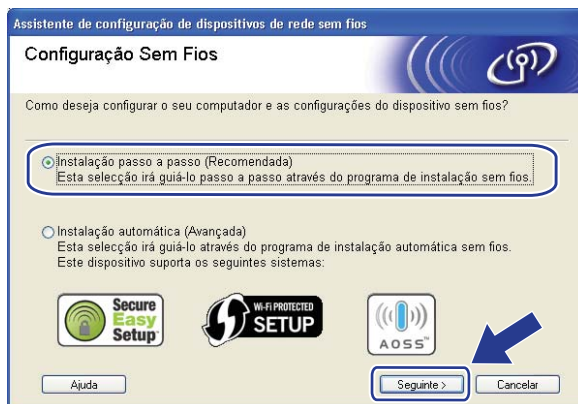 Assistente de configuração de dispositivos de rede sem fios
Configuração Sem Fios
Como deseja configurar o seu computador e as configurações do dispositivo sem fios?
Instalação passo a passo (Recomendada)
Esta selecção irá guiá-lo passo a passo através do programa de instalação sem fios.
Instalação automática (Avançada)
Esta selecção irá guiá-lo através do programa de instalação automática sem fios.
Este dispositivo suporta os seguintes sistemas:
Secure
Easy
Setup
Wi-Fi PROTECTED
SETUP
AOSS™
Ajuda
Seguinte >
Cancelar